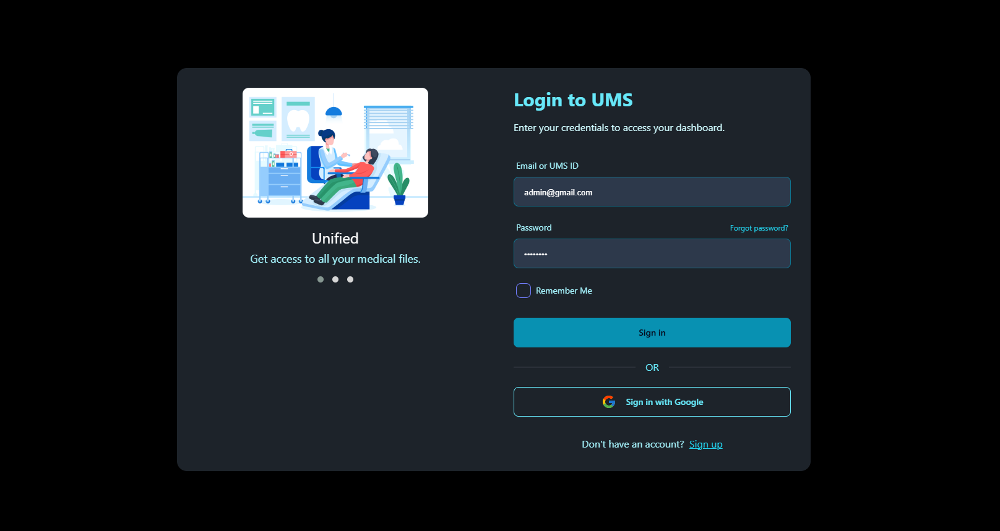 Unified
Get access to all your medical files.
Login to UMS
Enter your credentials to access your dashboard.
Email or UMS ID
admin@gmail.com
Password
Forgot password?
••••••••
Remember Me
Sign in
OR
Sign in with Google
Don't have an account? Sign up